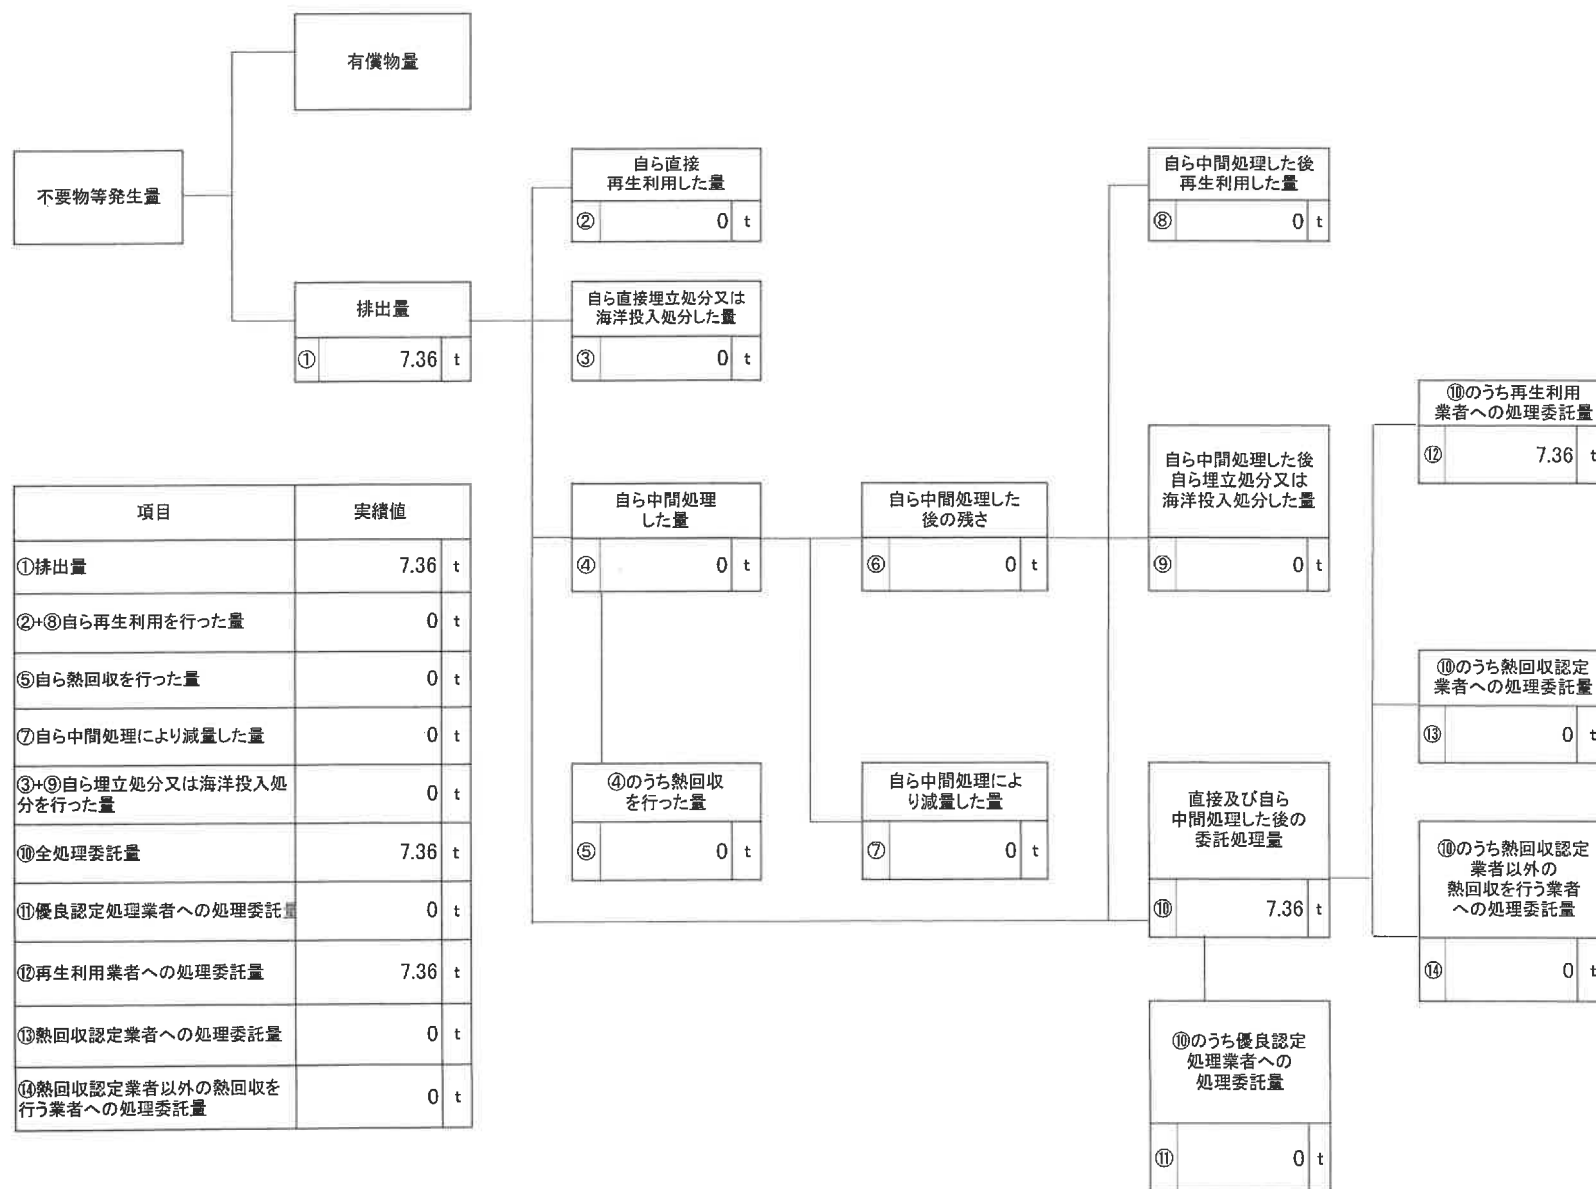 有償物量
不要物等発生量
排出量
① 7.36 t
自ら直接
再生利用した量
② 0 t
自ら直接埋立処分又は
海洋投入処分した量
③ 0 t
自ら中間処理
した量
④ 0 t
④のうち熱回収
を行った量
⑤ 0 t
自ら中間処理した
後の残さ
⑥ 0 t
自ら中間処理によ
り減量した量
⑦ 0 t
自ら中間処理した後
再生利用した量
⑧ 0 t
自ら中間処理した後
自ら埋立処分又は
海洋投入処分した量
⑨ 0 t
直接及び自ら
中間処理した後の
委託処理量
⑩ 7.36 t
⑩のうち優良認定
処理業者への
処理委託量
⑪ 0 t
⑩のうち再生利用
業者への処理委託量
⑫ 7.36 t
⑩のうち熱回収認定
業者への処理委託量
⑬ 0 t
⑩のうち熱回収認定
業者以外の
熱回収を行う業者
への処理委託量
⑭ 0 t
項目 実績値
①排出量 7.36 t
②+⑧自ら再生利用を行った量 0 t
⑤自ら熱回収を行った量 0 t
⑦自ら中間処理により減量した量 0 t
③+⑨自ら埋立処分又は海洋投入処
分を行った量 0 t
⑩全処理委託量 7.36 t
⑪優良認定処理業者への処理委託量 0 t
⑫再生利用業者への処理委託量 7.36 t
⑬熱回収認定業者への処理委託量 0 t
⑭熱回収認定業者以外の熱回収を
行う業者への処理委託量 0 t